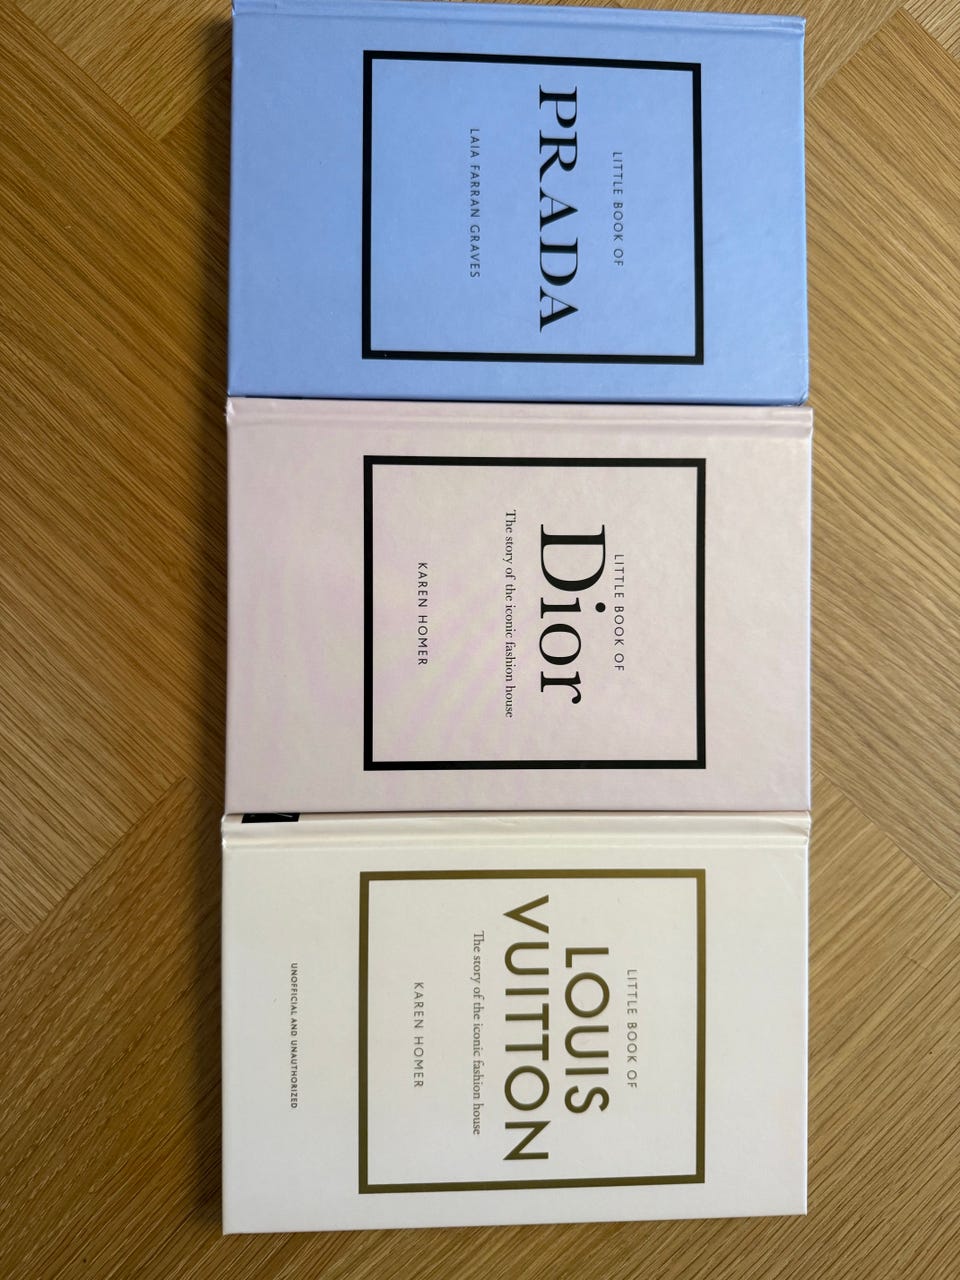 LITTLE BOOK OF
PRADA
LAIA FARRAN GRAVES
LITTLE BOOK OF
Dior
The story of the iconic fashion house
KAREN HOMER
LITTLE BOOK OF
LOUIS
VUITTON
The story of the iconic fashion house
KAREN HOMER
UNOFFICIAL AND UNAUTHORIZED